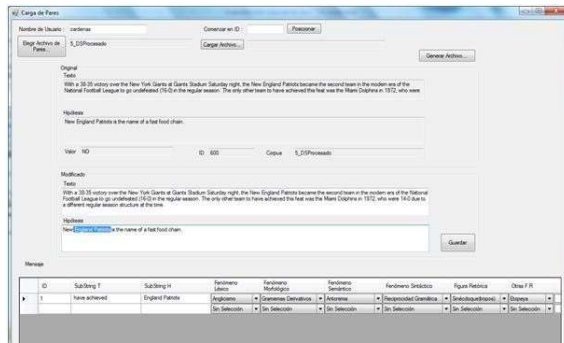 Carga de Pares
Nombre de Usuario : cardenas Comenzar en ID : Posicionar
Elegir Archivo de Pares... 5_DSProcesado Cargar Archivo...
Generar Archivo...
Original
Texto
With a 38-35 victory over the New York Giants at Giants Stadium Saturday night, the New England Patriots became the second team in the modern era of the
National Football League to go undefeated (16-0) in the regular season. The only other team to have achieved this feat was the Miami Dolphins in 1972, who were
Hipótesis
New England Patriots is the name of a fast food chain.
Valor NO ID 600 Corpus 5_DSProcesado
Modificado
Texto
With a 38-35 victory over the New York Giants at Giants Stadium Saturday night, the New England Patriots became the second team in the modern era of the National
Football League to go undefeated (16-0) in the regular season. The only other team to have achieved this feat was the Miami Dolphins in 1972, who were 14-0 due to
a different regular season structure at the time.
Hipótesis
New England Patriots is the name of a fast food chain.
Guardar
Mensaje
ID SubString T SubString H Fenómeno Léxico Fenómeno Morfológico Fenómeno Semántico Fenómeno Sintáctico Figura Retórica Otras F.R
1 have achieved England Patriots Anglicismo Gramemas Derivativos Antonimia Reciprocidad Gramática Etopeya
Sin Selección Sin Selección Sin Selección Sin Selección Sin Selección Sin Selección